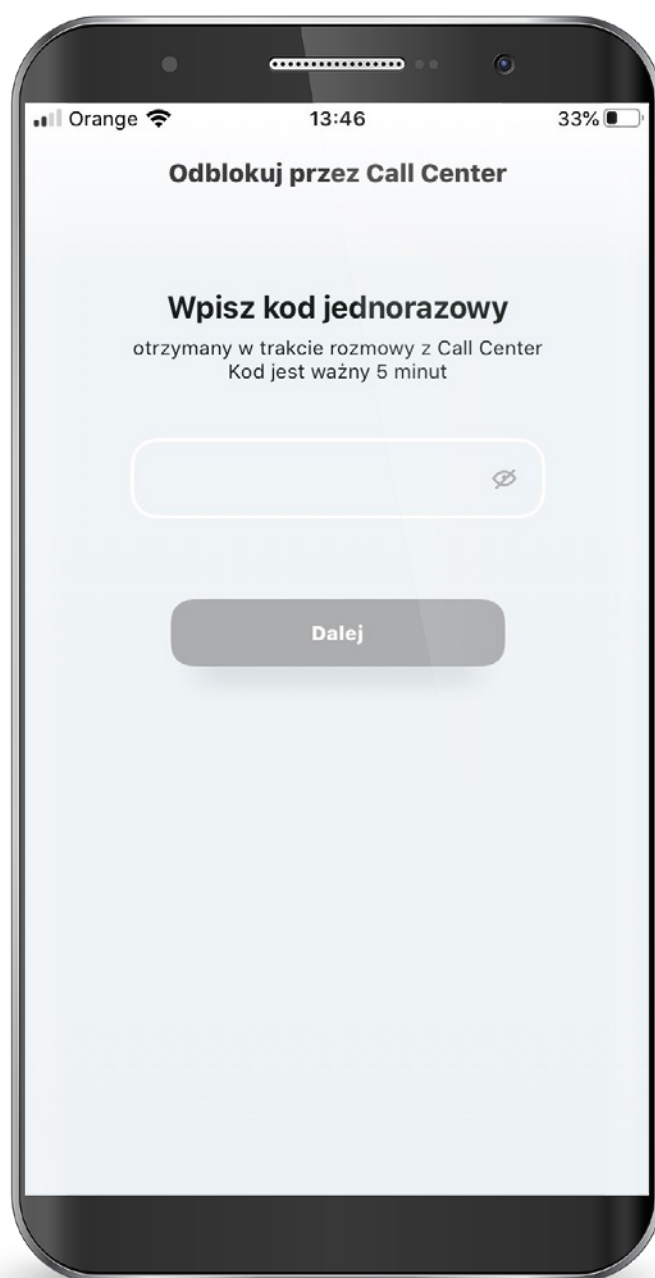 Orange 13:46 33%
Odblokuj przez Call Center
Wpisz kod jednorazowy
otrzymany w trakcie rozmowy z Call Center
Kod jest ważny 5 minut
Dalej